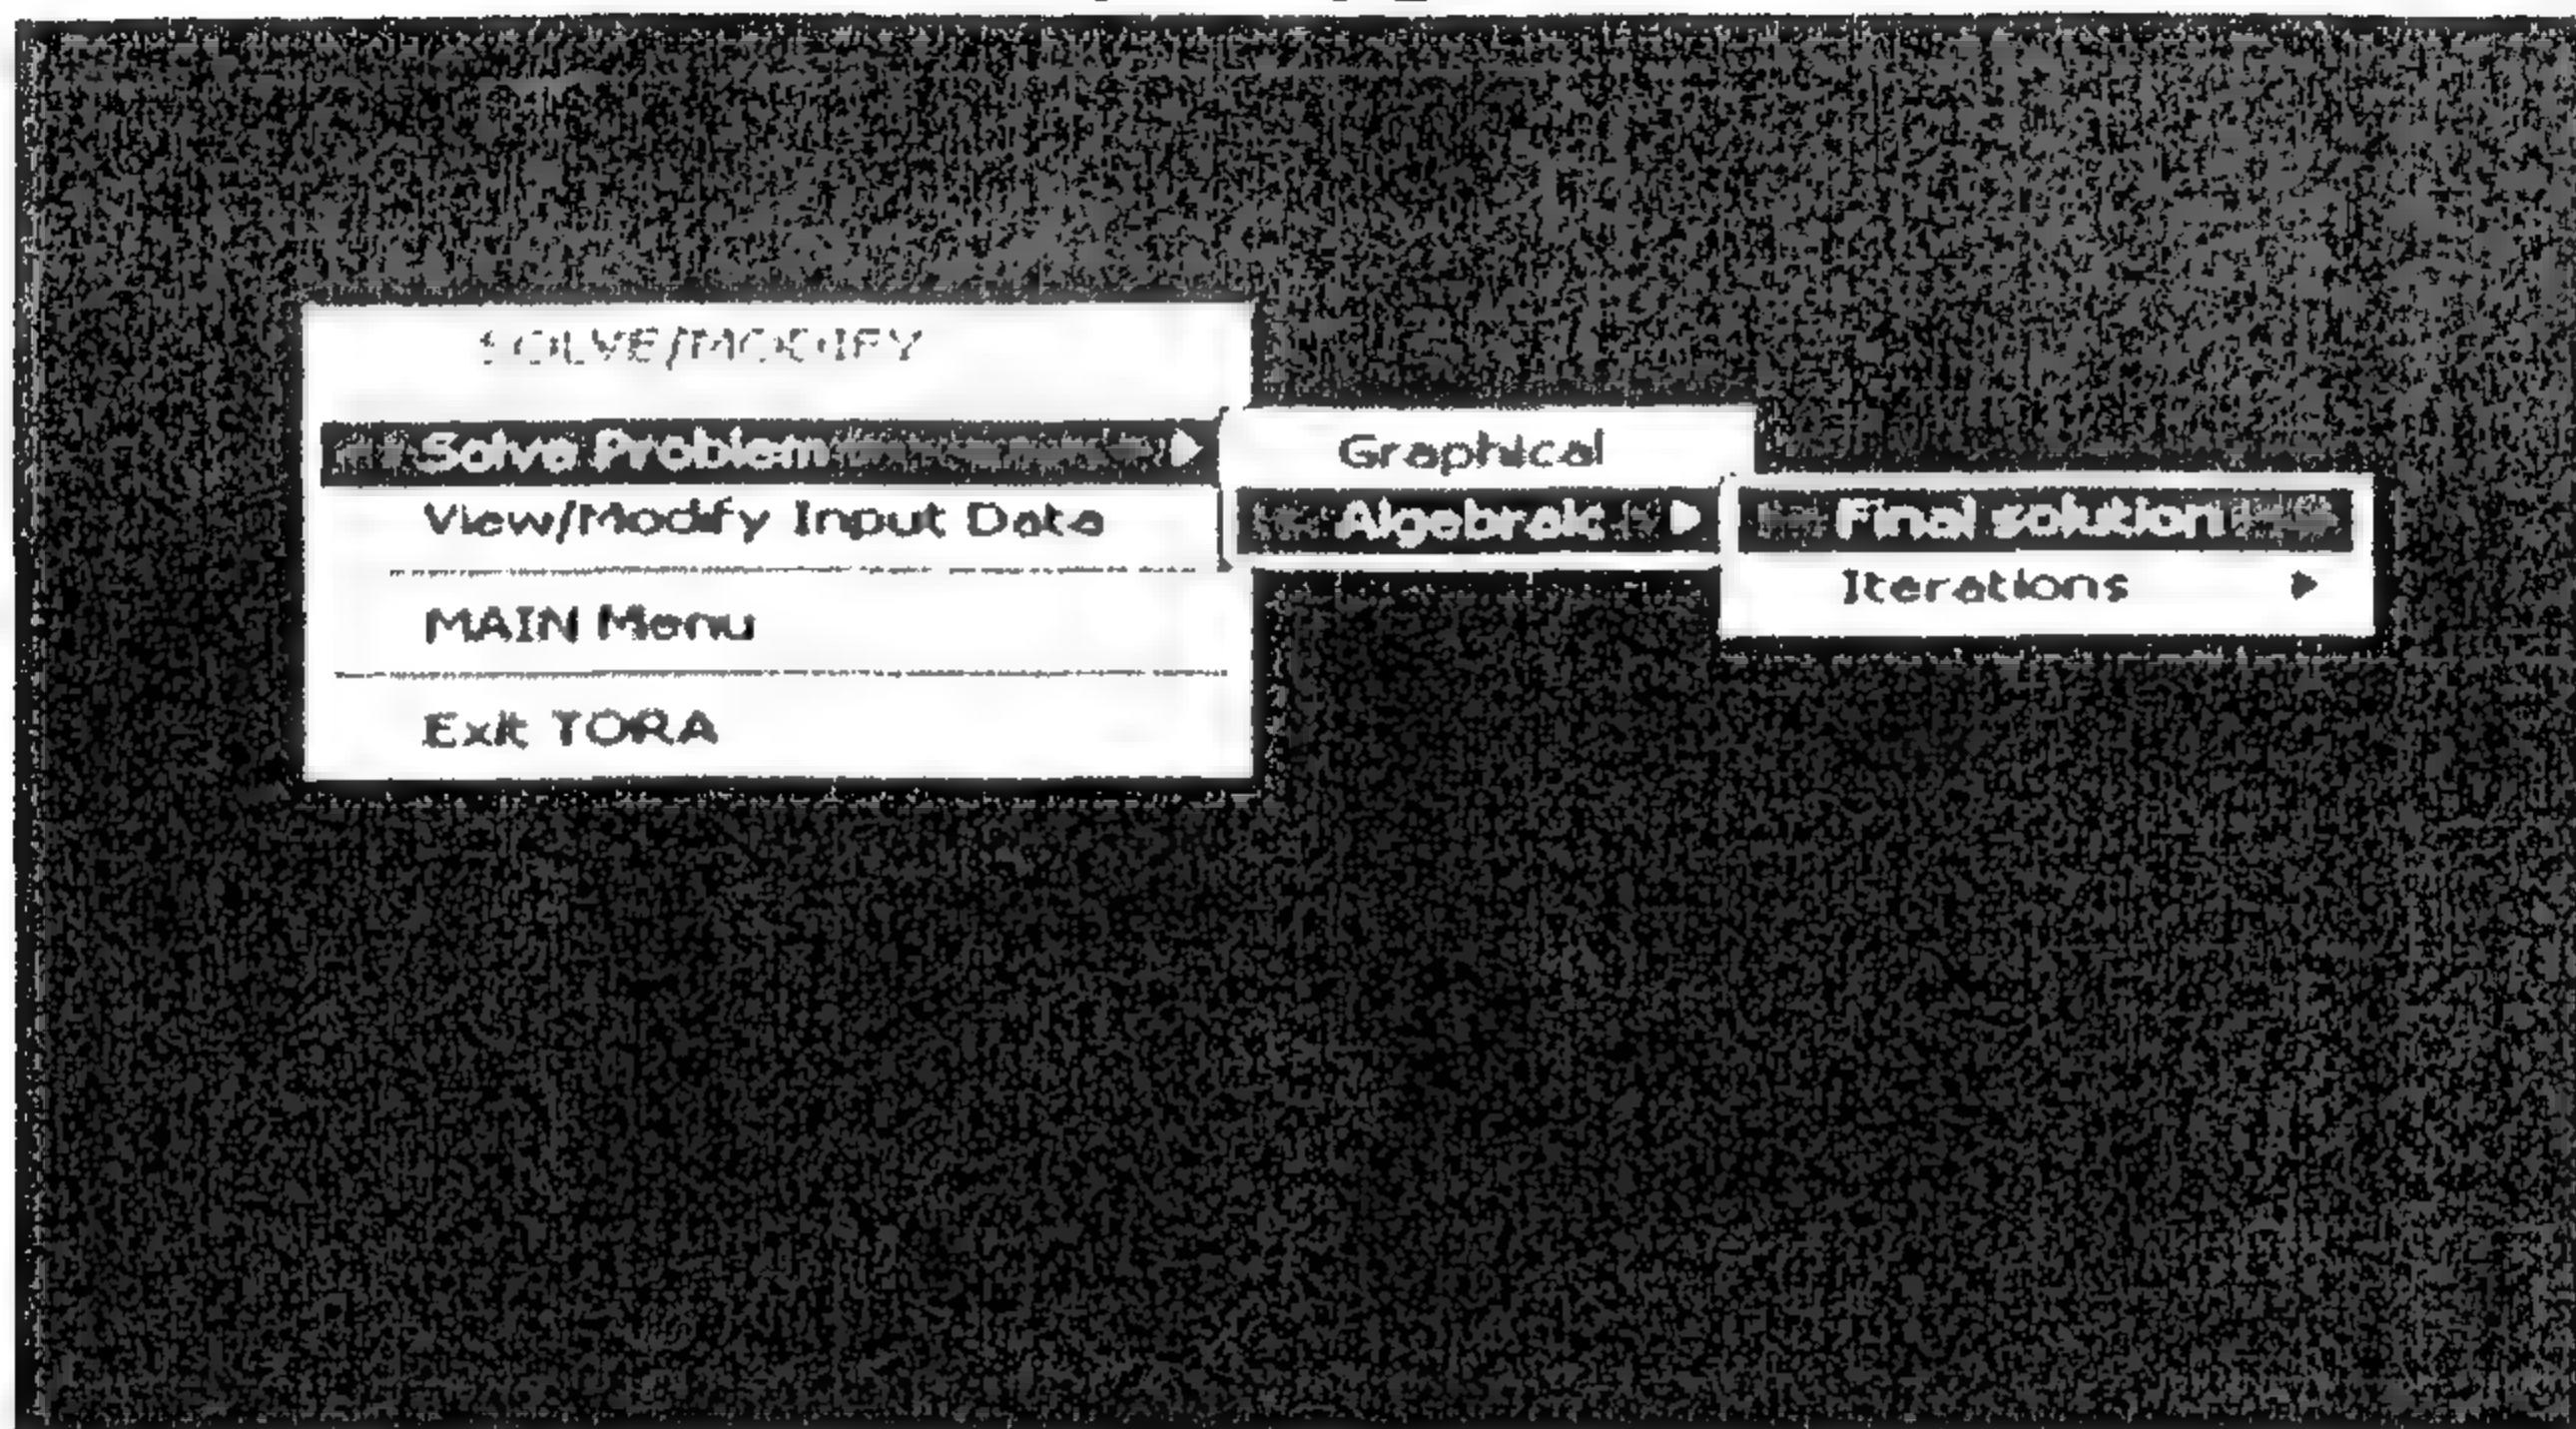 SOLVE/MODIFY
Solve Problem
Graphical
View/Modify Input Data
Algebraic
Final solution
Iterations
MAIN Menu
Exit TORA